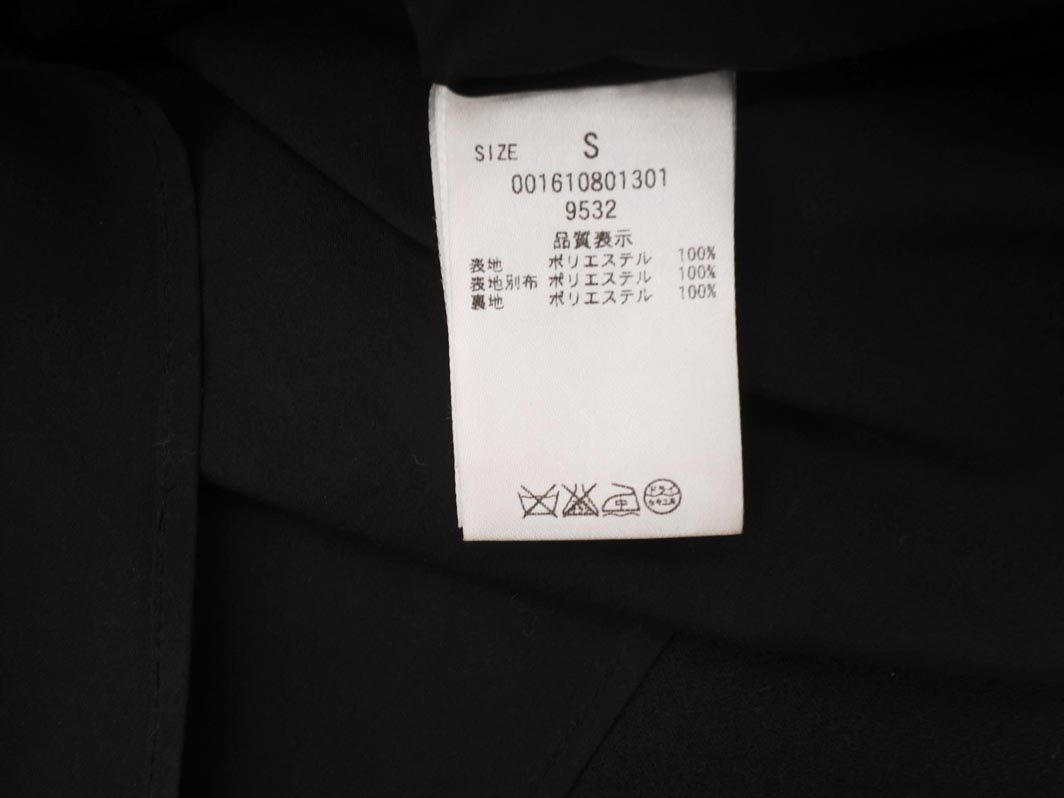 SIZE S
001610801301
9532
品質表示
表地 ポリエステル 100%
表地別布 ポリエステル 100%
裏地 ポリエステル 100%
中 ドライ